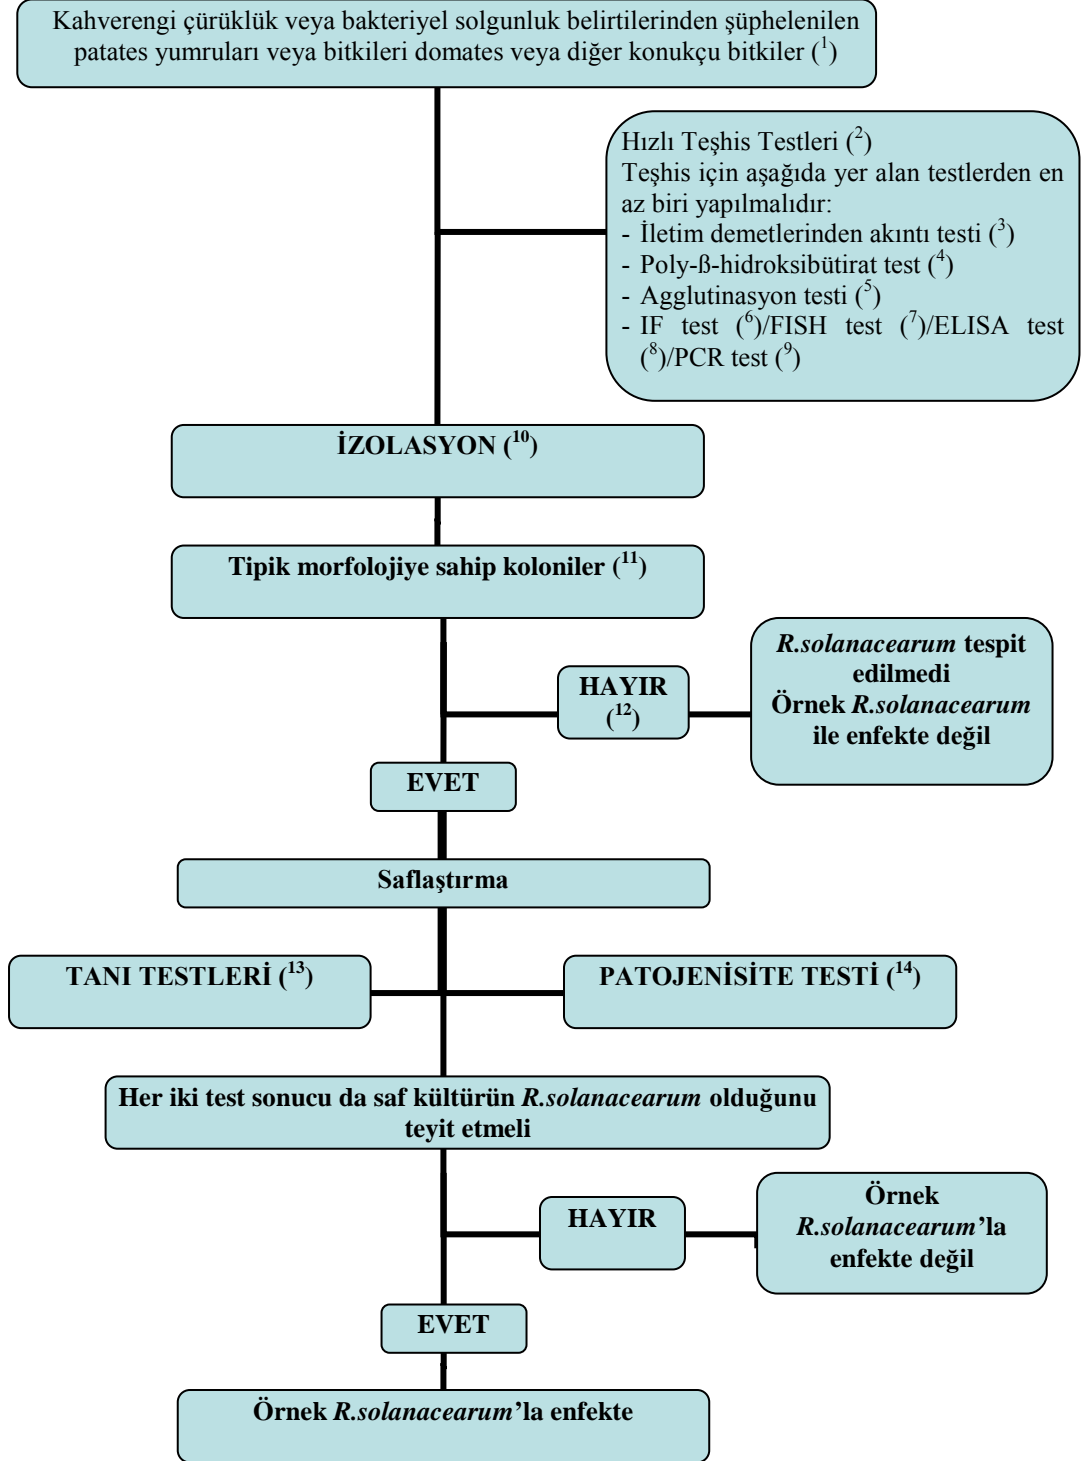 Kahverengi çürüklük veya bakteriyel solgunluk belirtilerinden şüphelenilen
patates yumruları veya bitkileri domates veya diğer konukçu bitkiler (¹)
Hızlı Teşhis Testleri (²)
Teşhis için aşağıda yer alan testlerden en
az biri yapılmalıdır:
- İletim demetlerinden akıntı testi (³)
- Poly-ß-hidroksibütirat test (⁴)
- Agglutinasyon testi (⁵)
- IF test (⁶)/FISH test (⁷)/ELISA test
(⁸)/PCR test (⁹)
İZOLASYON (¹⁰)
Tipik morfolojiye sahip koloniler (¹¹)
HAYIR
(¹²)
R.solanacearum tespit
edilmedi
Örnek R.solanacearum
ile enfekte değil
EVET
Saflaştırma
TANI TESTLERİ (¹³)
PATOJENİSİTE TESTİ (¹⁴)
Her iki test sonucu da saf kültürün R.solanacearum olduğunu
teyit etmeli
HAYIR
Örnek
R.solanacearum’la
enfekte değil
EVET
Örnek R.solanacearum’la enfekte